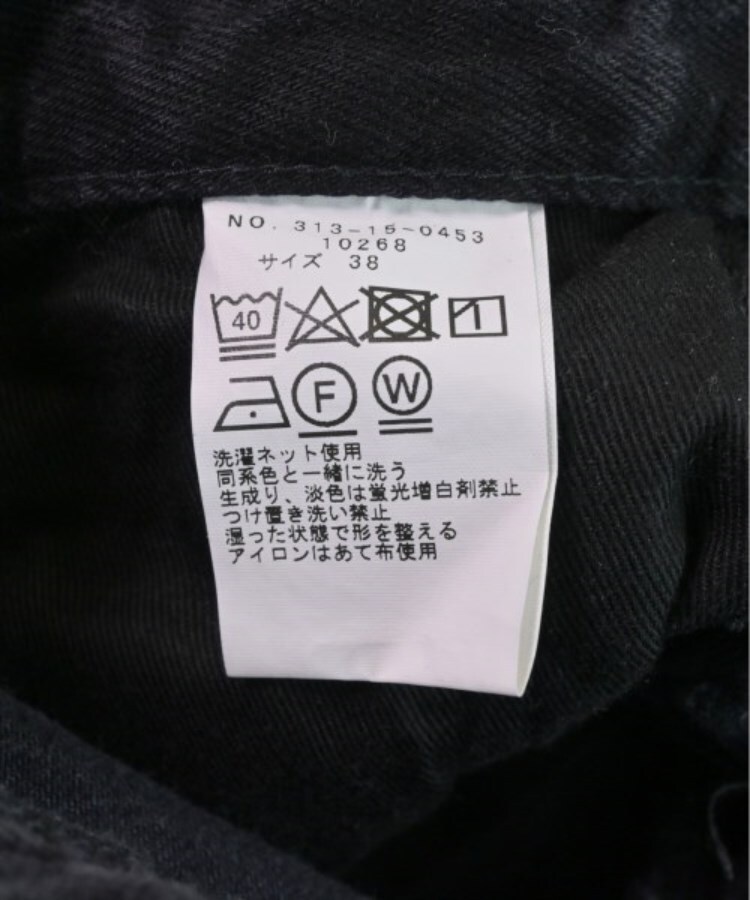 NO. 313-15-0453
10268
サイズ 38
40
F W
洗濯ネット使用
同系色と一緒に洗う
生成り、淡色は蛍光増白剤禁止
つけ置き洗い禁止
湿った状態で形を整える
アイロンはあて布使用